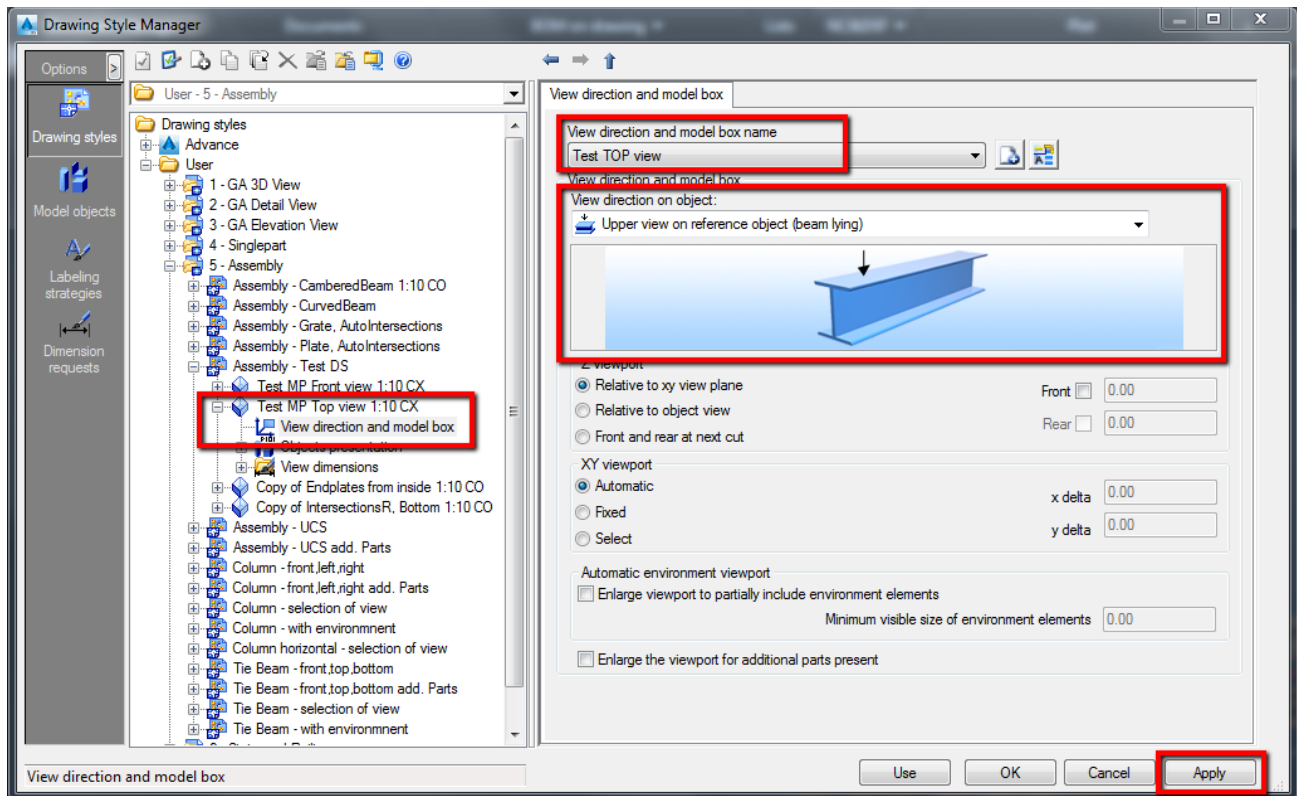 Drawing Style Manager
Options
Drawing styles
Model objects
Labeling
strategies
Dimension
requests
User - 5 - Assembly
Drawing styles
Advance
User
1 - GA 3D View
2 - GA Detail View
3 - GA Elevation View
4 - Singlepart
5 - Assembly
Assembly - CamberedBeam 1:10 CO
Assembly - CurvedBeam
Assembly - Grate, AutoIntersections
Assembly - Plate, AutoIntersections
Assembly - Test DS
Test MP Front view 1:10 CX
Test MP Top view 1:10 CX
View direction and model box
Objects presentation
View dimensions
Copy of Endplates from inside 1:10 CO
Copy of IntersectionsR, Bottom 1:10 CO
Assembly - UCS
Assembly - UCS add. Parts
Column - front,left,right
Column - front,left,right add. Parts
Column - selection of view
Column - with environmnent
Column horizontal - selection of view
Tie Beam - front,top,bottom
Tie Beam - front,top,bottom add. Parts
Tie Beam - selection of view
Tie Beam - with environmnent
View direction and model box
View direction and model box name
Test TOP view
View direction and model box
View direction on object:
Upper view on reference object (beam lying)
Z viewport
Relative to xy view plane
Front 0.00
Relative to object view
Rear 0.00
Front and rear at next cut
XY viewport
Automatic
x delta 0.00
Fixed
y delta 0.00
Select
Automatic environment viewport
Enlarge viewport to partially include environment elements
Minimum visible size of environment elements 0.00
Enlarge the viewport for additional parts present
View direction and model box
Use OK Cancel Apply